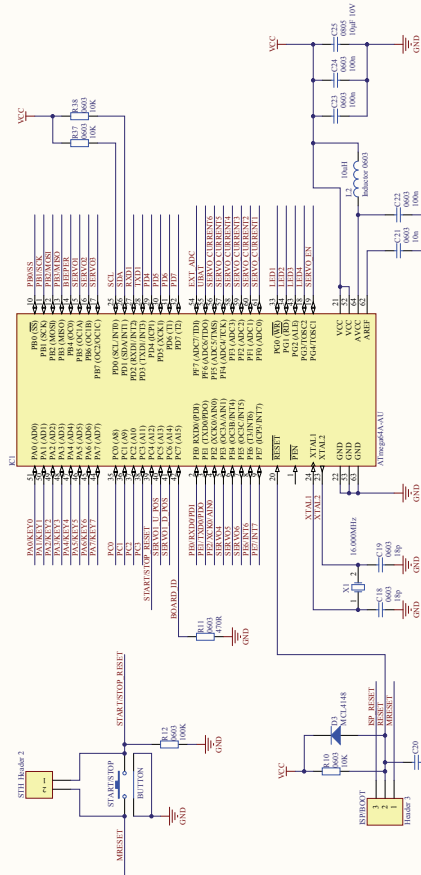 VCC
C25
0805
10µF 10V
C24
0603
100n
C23
0603
100n
GND
VCC
R38
0603
10K
R37
0603
10K
10uH
L2
Inductor 0603
C22
0603
100n
C21
0603
10n
PB0/SS
PB1/SCK
PB2/MOSI
PB3/MISO
BEEPER
SERVO1
SERVO2
SERVO3
SCL
SDA
RXD1
TXD1
PD4
PD5
PD6
PD7
EXT_ADC
UBAT
SERVO_CURRENT6
SERVO_CURRENT5
SERVO_CURRENT4
SERVO_CURRENT3
SERVO_CURRENT2
SERVO_CURRENT1
LED1
LED2
LED3
LED4
SERVO_EN
IC1
PB0 (SS)
PB1 (SCK)
PB2 (MOSI)
PB3 (MISO)
PB4 (OC0)
PB5 (OC1A)
PB6 (OC1B)
PB7 (OC2/OC1C)
PD0 (SCL/INT0)
PD1 (SDA/INT1)
PD2 (RXD1/INT2)
PD3 (TXD1/INT3)
PD4 (ICP1)
PD5 (XCK1)
PD6 (T1)
PD7 (T2)
PF7 (ADC7/TDI)
PF6 (ADC6/TDO)
PF5 (ADC5/TMS)
PF4 (ADC4/TCK)
PF3 (ADC3)
PF2 (ADC2)
PF1 (ADC1)
PF0 (ADC0)
PG0 (WR)
PG1 (RD)
PG2 (ALE)
PG3/TOSC2
PG4/TOSC1
VCC
VCC
AVCC
AREF
PA0 (AD0)
PA1 (AD1)
PA2 (AD2)
PA3 (AD3)
PA4 (AD4)
PA5 (AD5)
PA6 (AD6)
PA7 (AD7)
PC0 (A8)
PC1 (A9)
PC2 (A10
PC3 (A11)
PC4 (A12)
PC5 (A13)
PC6 (A14)
PC7 (A15)
PE0 RXD0/(PDI)
PE1 (TXD0/PDO)
PE2 (XCK0/AIN0)
PE3 (OC3A/AIN1)
PE4 (OC3B/INT4)
PE5 (OC3C/INT5)
PE6 (T3/INT6)
PE7 (ICP3/INT7)
RESET
PEN
XTAL1
XTAL2
GND
GND
GND
ATmega64A-AU
PA0/KEY0
PA1/KEY1
PA2/KEY2
PA3/KEY3
PA4/KEY4
PA5/KEY5
PA6/KEY6
PA7/KEY7
PC0
PC1
PC2
PC3
START/STOP_RESET
SERVO1_U_POS
SERVO1_D_POS
BOARD_ID
PE0/RXD0/PDI
PE1/TXD0/PDO
PE2/XCK0/AIN0
SERVO4
SERVO5
SERVO6
PE6/INT6
PE7/INT7
XTAL1
XTAL2
GND
R11
0603
470R
GND
16.000MHz
X1
1
2
C19
0603
18p
C18
0603
18p
GND
GND
STH Header 2
1
2
START/STOP_RESET
START/STOP
BUTTON
MRESET
R12
0603
100K
GND
GND
VCC
R10
0603
10K
D3
MCL4148
ISP_RESET
RESET
MRESET
ISP/BOOT
3
2
1
Header 3
C20